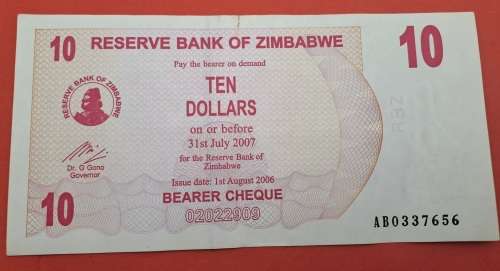 10
RESERVE BANK OF ZIMBABWE
10
Pay the bearer on demand
TEN
DOLLARS
on or before
31st July 2007
for the Reserve Bank of
Zimbabwe
RESERVE BANK OF ZIMBABWE
RBZ
Dr. G Gono
Governor
Issue date: 1st August 2006
BEARER CHEQUE
02022909
10
AB0337656